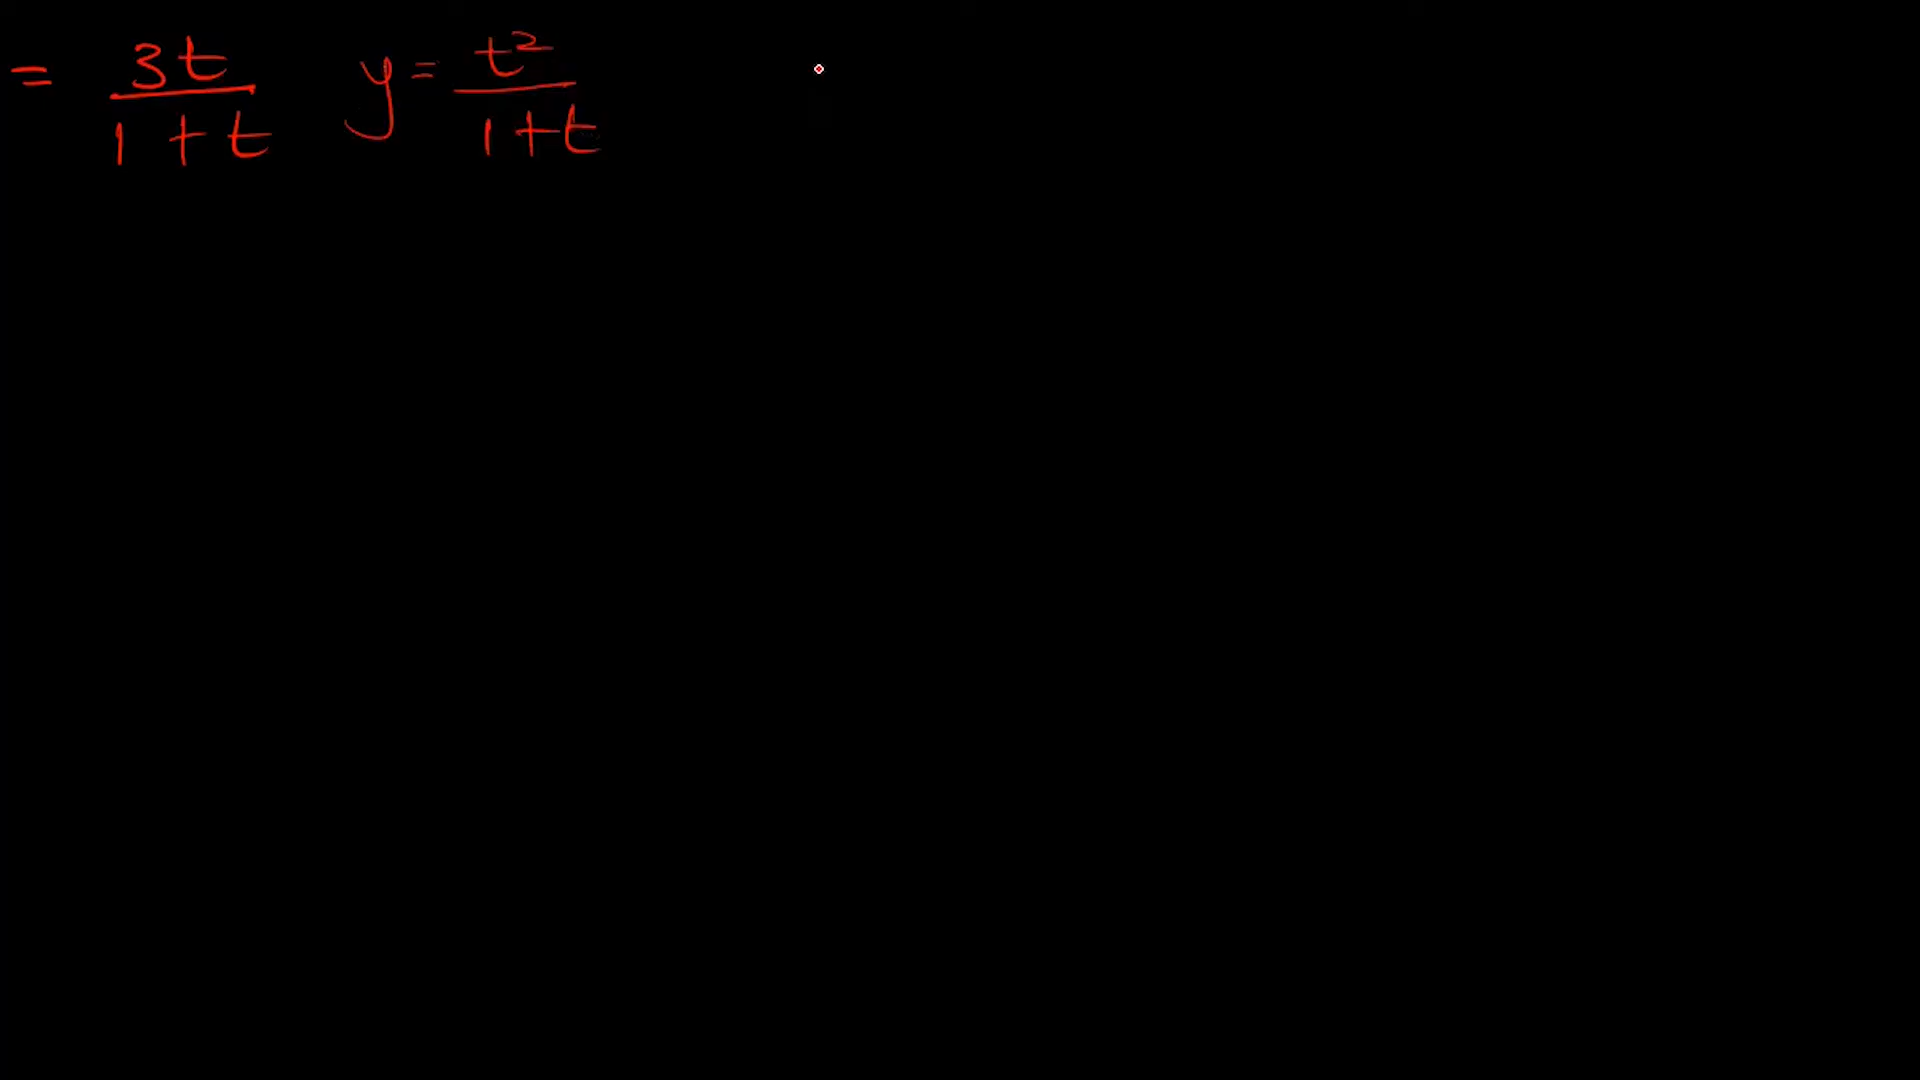 = 3t/(1+t)   y = t²/(1+t)